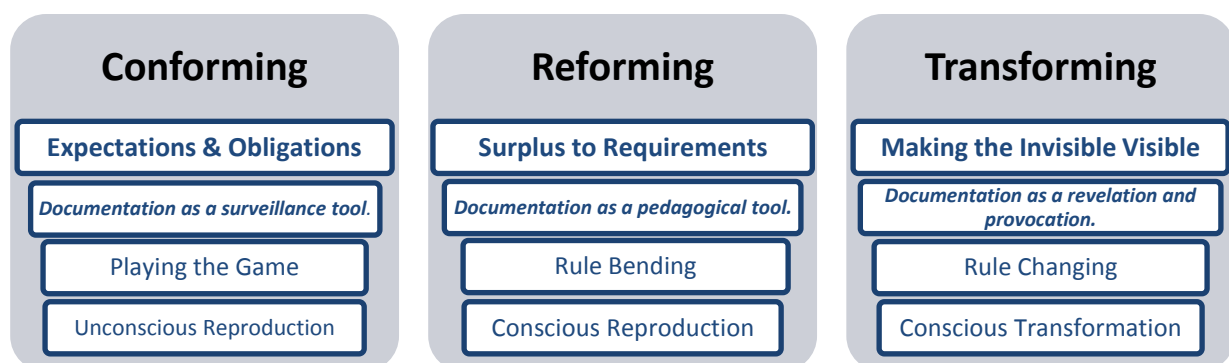 Conforming
Expectations & Obligations
Documentation as a surveillance tool.
Playing the Game
Unconscious Reproduction
Reforming
Surplus to Requirements
Documentation as a pedagogical tool.
Rule Bending
Conscious Reproduction
Transforming
Making the Invisible Visible
Documentation as a revelation and
provocation.
Rule Changing
Conscious Transformation